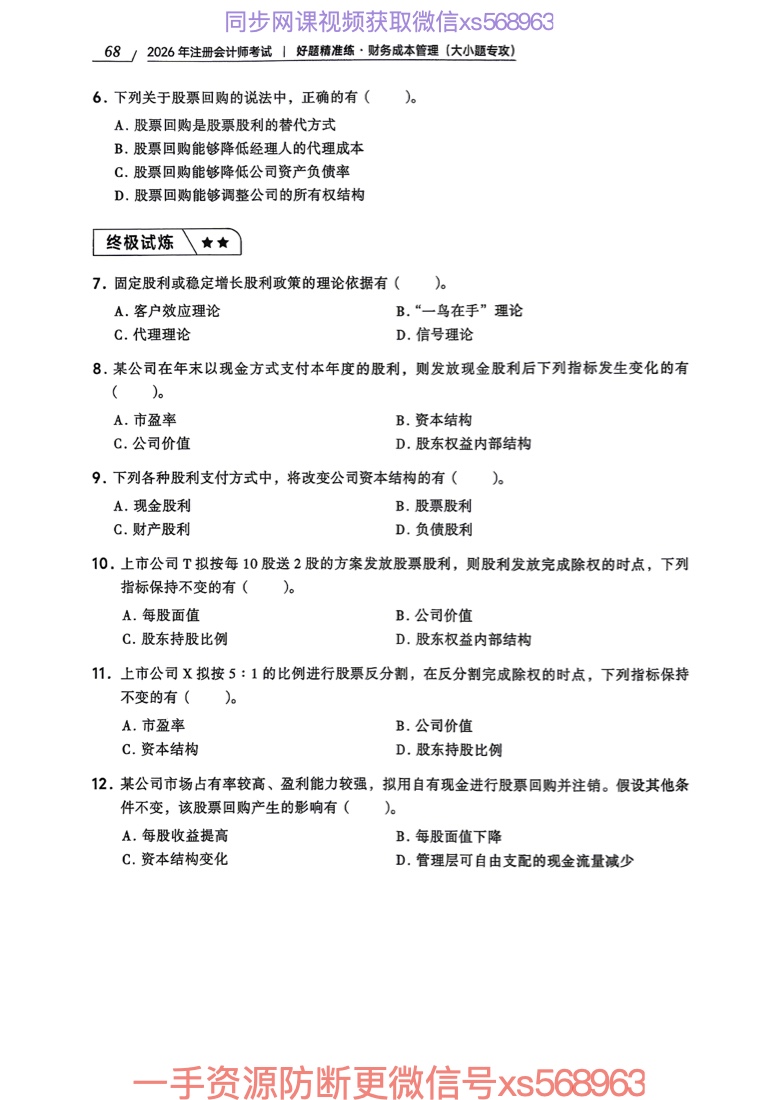 同步网课视频获取微信xs568963
68 / 2026年注册会计师考试 | 好题精准练·财务成本管理（大小题专攻）
6. 下列关于股票回购的说法中，正确的有（　　）。
A. 股票回购是股票股利的替代方式
B. 股票回购能够降低经理人的代理成本
C. 股票回购能够降低公司资产负债率
D. 股票回购能够调整公司的所有权结构
终极试炼 ★★
7. 固定股利或稳定增长股利政策的理论依据有（　　）。
A. 客户效应理论 B. “一鸟在手”理论
C. 代理理论 D. 信号理论
8. 某公司在年末以现金方式支付本年度的股利，则发放现金股利后下列指标发生变化的有
（　　）。
A. 市盈率 B. 资本结构
C. 公司价值 D. 股东权益内部结构
9. 下列各种股利支付方式中，将改变公司资本结构的有（　　）。
A. 现金股利 B. 股票股利
C. 财产股利 D. 负债股利
10. 上市公司T拟按每10股送2股的方案发放股票股利，则股利发放完成除权的时点，下列
指标保持不变的有（　　）。
A. 每股面值 B. 公司价值
C. 股东持股比例 D. 股东权益内部结构
11. 上市公司X拟按5：1的比例进行股票反分割，在反分割完成除权的时点，下列指标保持
不变的有（　　）。
A. 市盈率 B. 公司价值
C. 资本结构 D. 股东持股比例
12. 某公司市场占有率较高、盈利能力较强，拟用自有现金进行股票回购并注销。假设其他条
件不变，该股票回购产生的影响有（　　）。
A. 每股收益提高 B. 每股面值下降
C. 资本结构变化 D. 管理层可自由支配的现金流量减少
一手资源防断更微信号xs568963